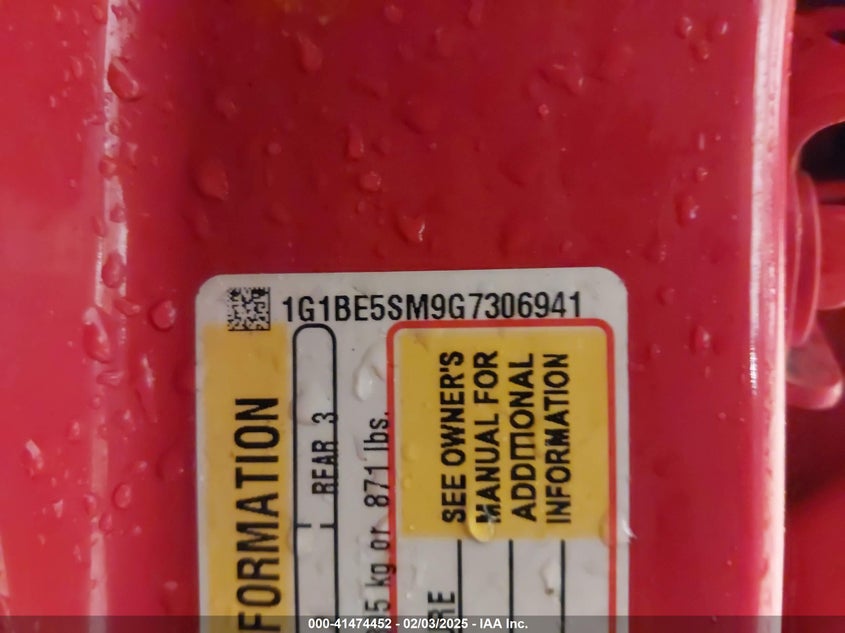 1G1BE5SM9G7306941
FORMATION
REAR 3
5 kg or 871 lbs.
SEE OWNER'S
MANUAL FOR
ADDITIONAL
INFORMATION
000-41474452 - 02/03/2025 - IAA Inc.